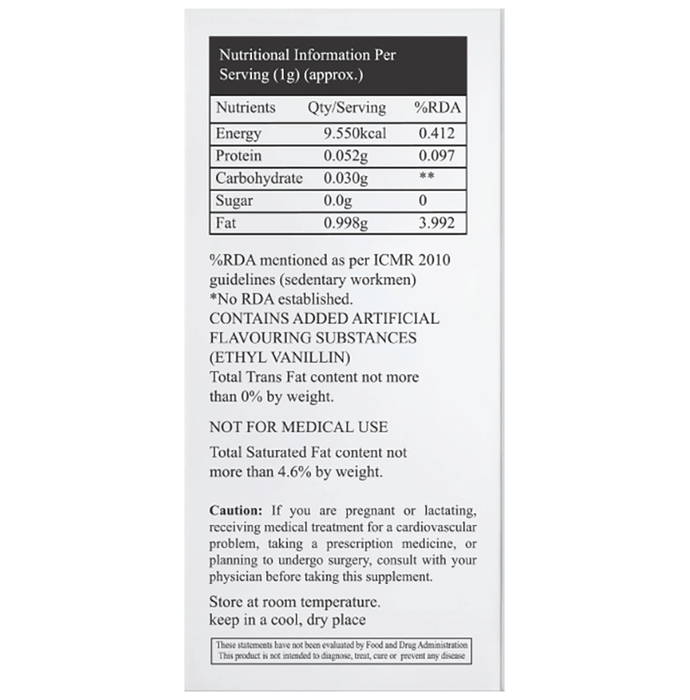 Nutritional Information Per
Serving (1g) (approx.)
Nutrients Qty/Serving %RDA
Energy 9.550kcal 0.412
Protein 0.052g 0.097
Carbohydrate 0.030g **
Sugar 0.0g 0
Fat 0.998g 3.992
%RDA mentioned as per ICMR 2010
guidelines (sedentary workmen)
*No RDA established.
CONTAINS ADDED ARTIFICIAL
FLAVOURING SUBSTANCES
(ETHYL VANILLIN)
Total Trans Fat content not more
than 0% by weight.
NOT FOR MEDICAL USE
Total Saturated Fat content not
more than 4.6% by weight.
Caution: If you are pregnant or lactating,
receiving medical treatment for a cardiovascular
problem, taking a prescription medicine, or
planning to undergo surgery, consult with your
physician before taking this supplement.
Store at room temperature.
keep in a cool, dry place
These statements have not been evaluated by Food and Drag Administration
This product is not intended to diagnose, treat, cure or prevent any disease